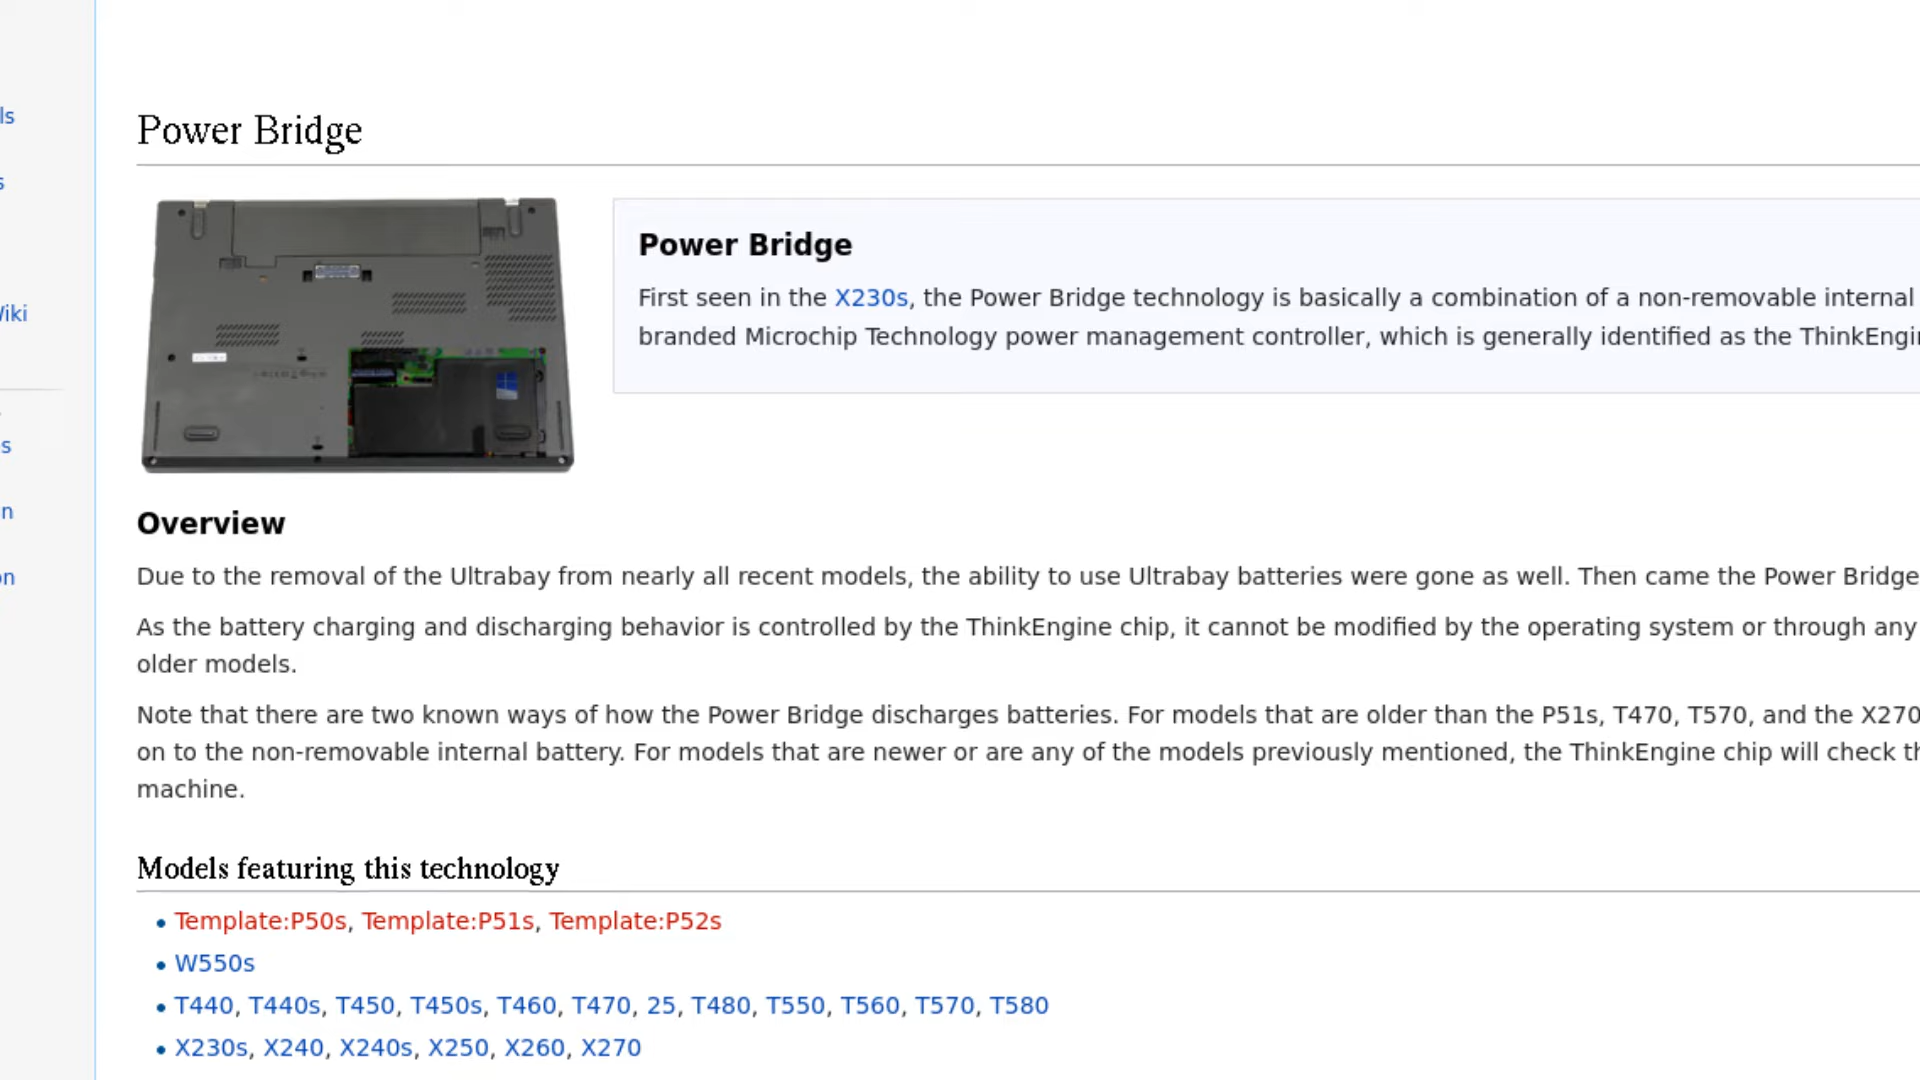 Power Bridge
ls
s
Wiki
s
n
on
Power Bridge
First seen in the X230s, the Power Bridge technology is basically a combination of a non-removable internal
branded Microchip Technology power management controller, which is generally identified as the ThinkEngi
Overview
Due to the removal of the Ultrabay from nearly all recent models, the ability to use Ultrabay batteries were gone as well. Then came the Power Bridge
As the battery charging and discharging behavior is controlled by the ThinkEngine chip, it cannot be modified by the operating system or through any
older models.
Note that there are two known ways of how the Power Bridge discharges batteries. For models that are older than the P51s, T470, T570, and the X270
on to the non-removable internal battery. For models that are newer or are any of the models previously mentioned, the ThinkEngine chip will check th
machine.
Models featuring this technology
Template:P50s, Template:P51s, Template:P52s
W550s
T440, T440s, T450, T450s, T460, T470, 25, T480, T550, T560, T570, T580
X230s, X240, X240s, X250, X260, X270